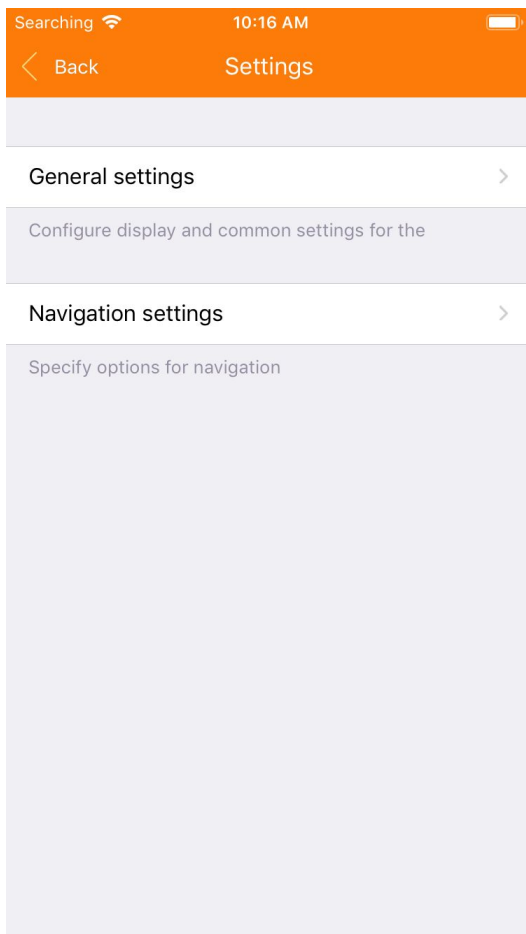 Searching 10:16 AM
Back Settings
General settings
Configure display and common settings for the
Navigation settings
Specify options for navigation